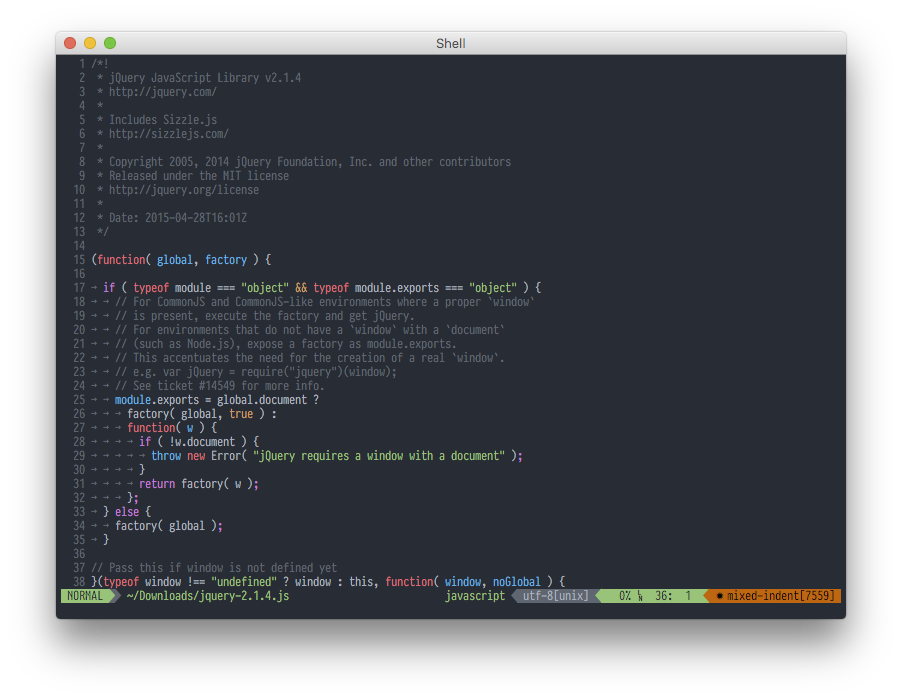 Shell
1 /*!
2  * jQuery JavaScript Library v2.1.4
3  * http://jquery.com/
4  *
5  * Includes Sizzle.js
6  * http://sizzlejs.com/
7  *
8  * Copyright 2005, 2014 jQuery Foundation, Inc. and other contributors
9  * Released under the MIT license
10  * http://jquery.org/license
11  *
12  * Date: 2015-04-28T16:01Z
13  */
14
15 (function( global, factory ) {
16
17 → if ( typeof module === "object" && typeof module.exports === "object" ) {
18 → → // For CommonJS and CommonJS-like environments where a proper `window`
19 → → // is present, execute the factory and get jQuery.
20 → → // For environments that do not have a `window` with a `document`
21 → → // (such as Node.js), expose a factory as module.exports.
22 → → // This accentuates the need for the creation of a real `window`.
23 → → // e.g. var jQuery = require("jquery")(window);
24 → → // See ticket #14549 for more info.
25 → → module.exports = global.document ?
26 → → → factory( global, true ) :
27 → → → function( w ) {
28 → → → → if ( !w.document ) {
29 → → → → → throw new Error( "jQuery requires a window with a document" );
30 → → → → }
31 → → → → return factory( w );
32 → → → };
33 → } else {
34 → → factory( global );
35 → }
36
37 // Pass this if window is not defined yet
38 }(typeof window !== "undefined" ? window : this, function( window, noGlobal ) {
NORMAL ~/Downloads/jquery-2.1.4.js javascript utf-8[unix] 0% 36: 1 ✹ mixed-indent[7559]